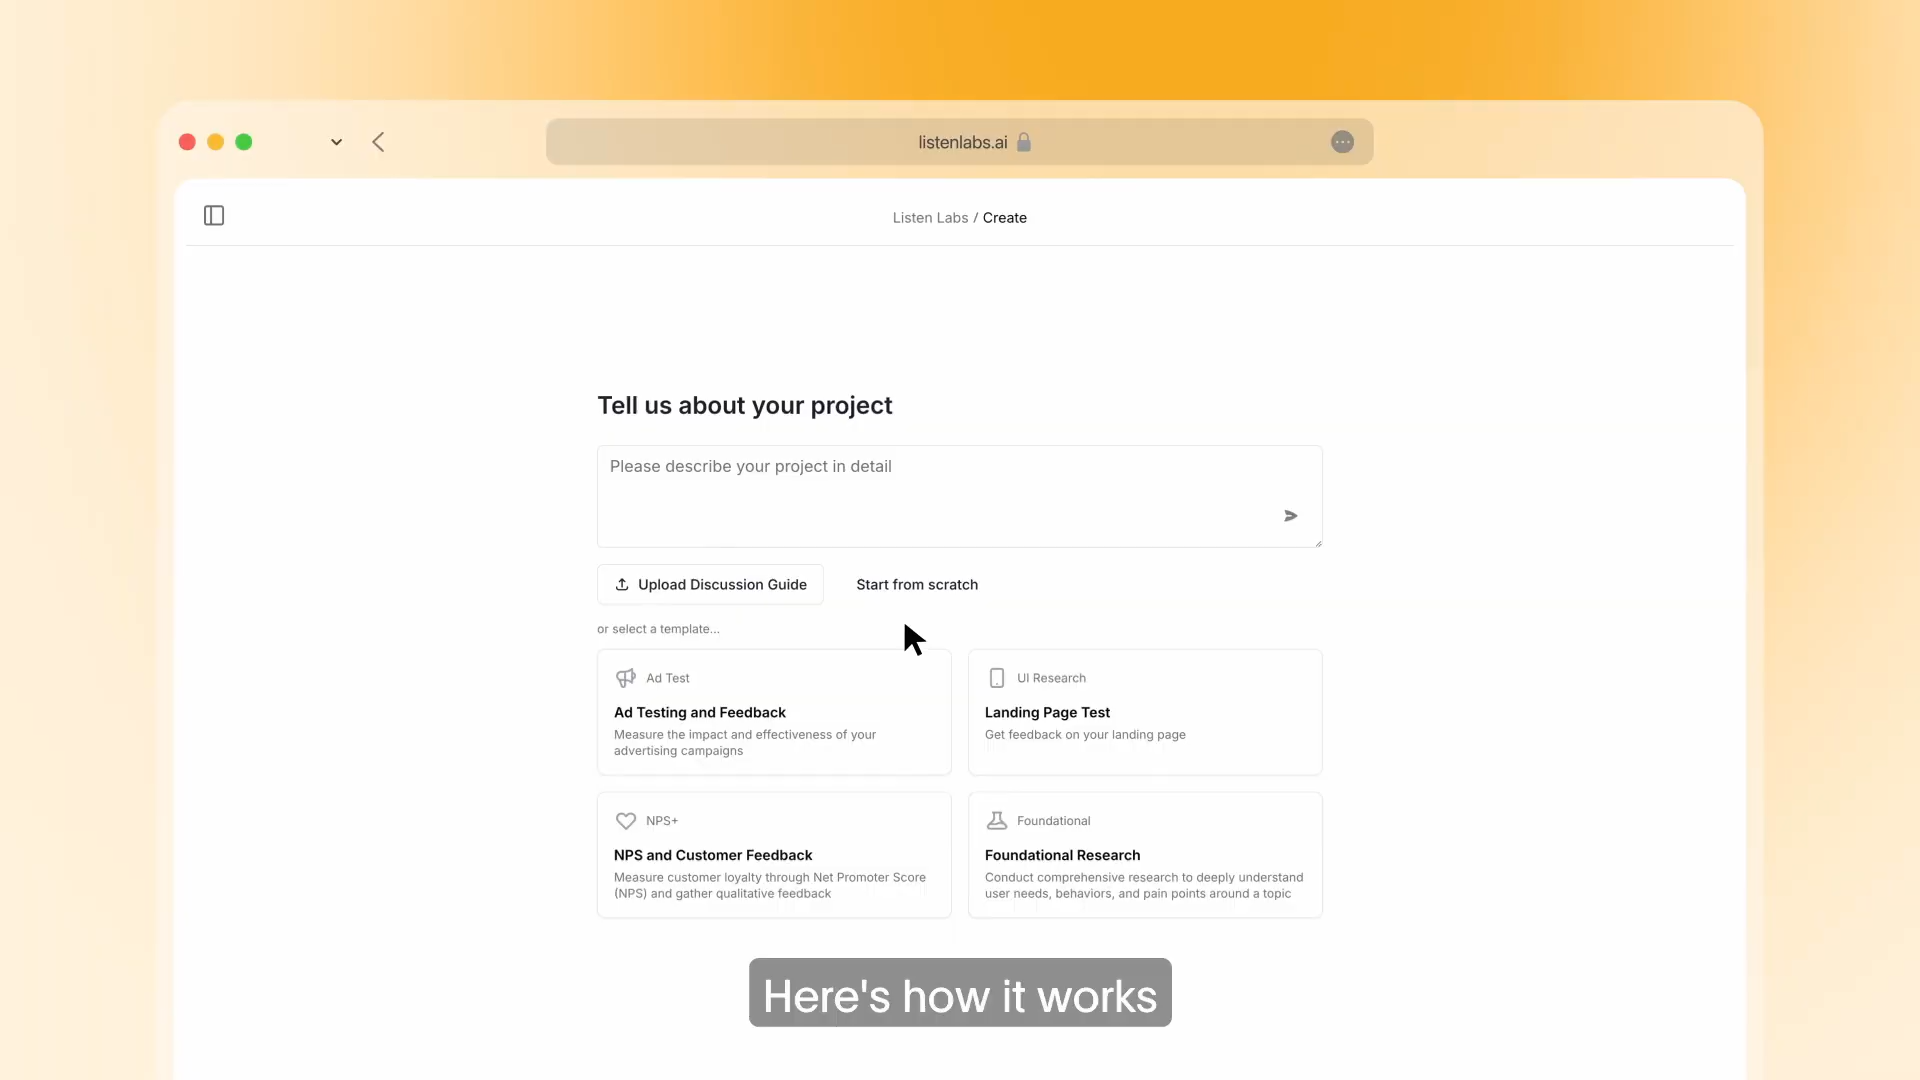 listenlabs.ai
Listen Labs / Create
Tell us about your project
Please describe your project in detail
Upload Discussion Guide
Start from scratch
or select a template...
Ad Test
Ad Testing and Feedback
Measure the impact and effectiveness of your
advertising campaigns
UI Research
Landing Page Test
Get feedback on your landing page
NPS+
NPS and Customer Feedback
Measure customer loyalty through Net Promoter Score
(NPS) and gather qualitative feedback
Foundational
Foundational Research
Conduct comprehensive research to deeply understand
user needs, behaviors, and pain points around a topic
Here's how it works